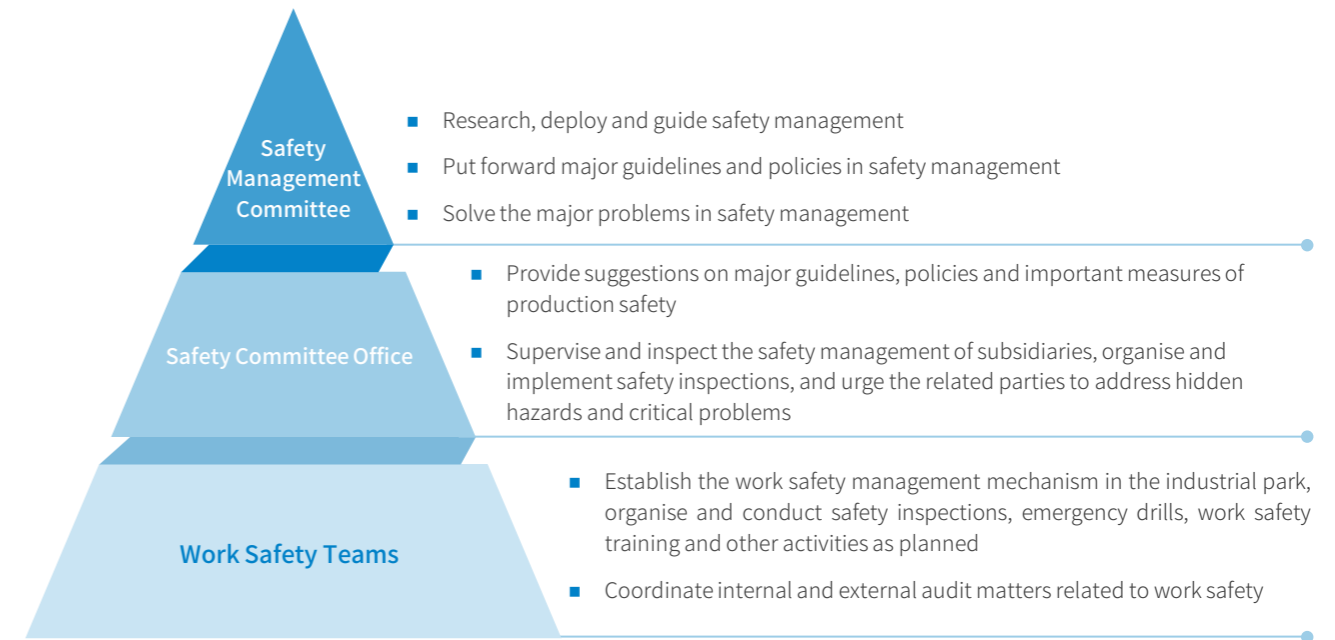 Safety
Management
Committee
Research, deploy and guide safety management
Put forward major guidelines and policies in safety management
Solve the major problems in safety management
Safety Committee Office
Provide suggestions on major guidelines, policies and important measures of
production safety
Supervise and inspect the safety management of subsidiaries, organise and
implement safety inspections, and urge the related parties to address hidden
hazards and critical problems
Work Safety Teams
Establish the work safety management mechanism in the industrial park,
organise and conduct safety inspections, emergency drills, work safety
training and other activities as planned
Coordinate internal and external audit matters related to work safety